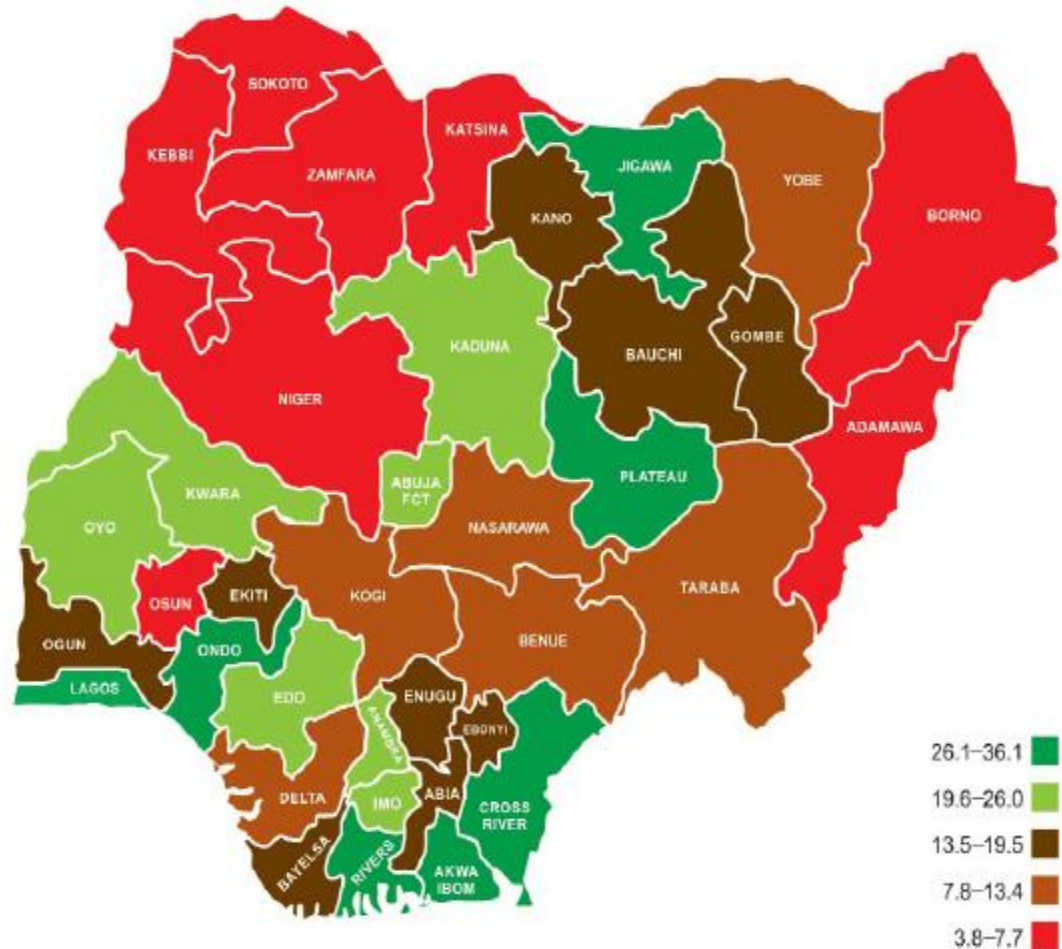 SOKOTO
KATSINA
KEBBI
ZAMFARA
JIGAWA
YOBE
BORNO
KANO
KADUNA
BAUCHI
GOMBE
NIGER
ADAMAWA
ABUJA
FCT
PLATEAU
KWARA
OYO
NASARAWA
TARABA
OSUN
EKITI
KOGI
BENUE
OGUN
ONDO
LAGOS
EDO
ENUGU
ANAMBRA
EBONYI
DELTA
IMO
ABIA
CROSS
RIVER
BAYELSA
RIVERS
AKWA
IBOM
26.1–36.1
19.6–26.0
13.5–19.5
7.8–13.4
3.8–7.7